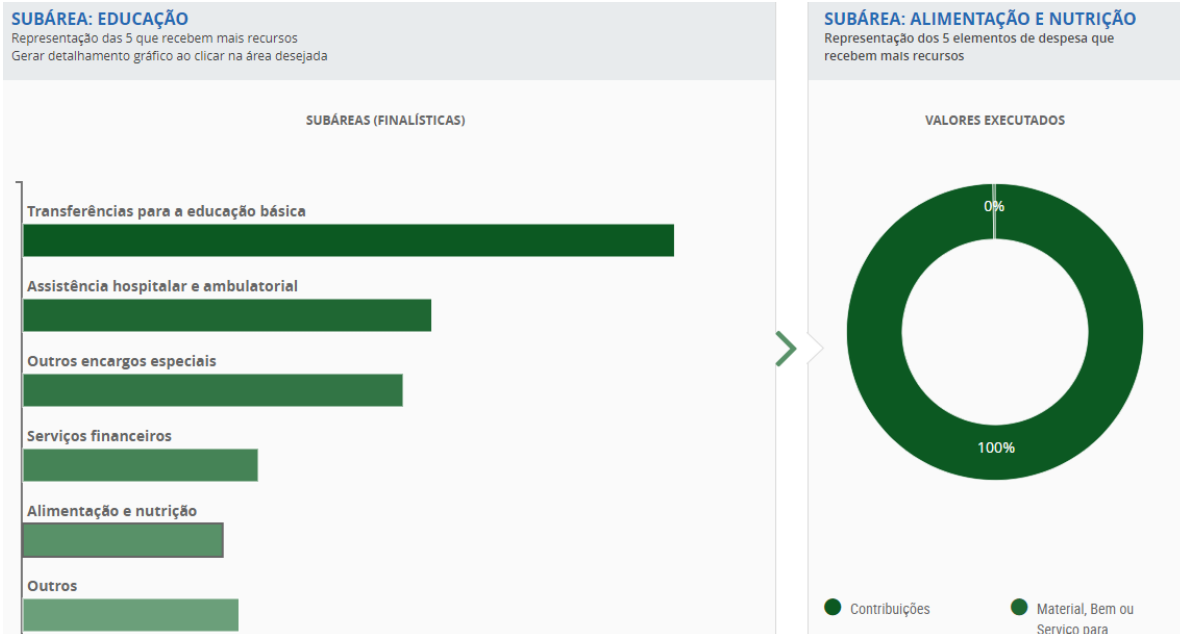 SUBÁREA: EDUCAÇÃO
Representação das 5 que recebem mais recursos
Gerar detalhamento gráfico ao clicar na área desejada
SUBÁREAS (FINALÍSTICAS)
Transferências para a educação básica
Assistência hospitalar e ambulatorial
Outros encargos especiais
Serviços financeiros
Alimentação e nutrição
Outros
SUBÁREA: ALIMENTAÇÃO E NUTRIÇÃO
Representação dos 5 elementos de despesa que
recebem mais recursos
VALORES EXECUTADOS
0%
100%
Contribuições
Material, Bem ou
Serviço para